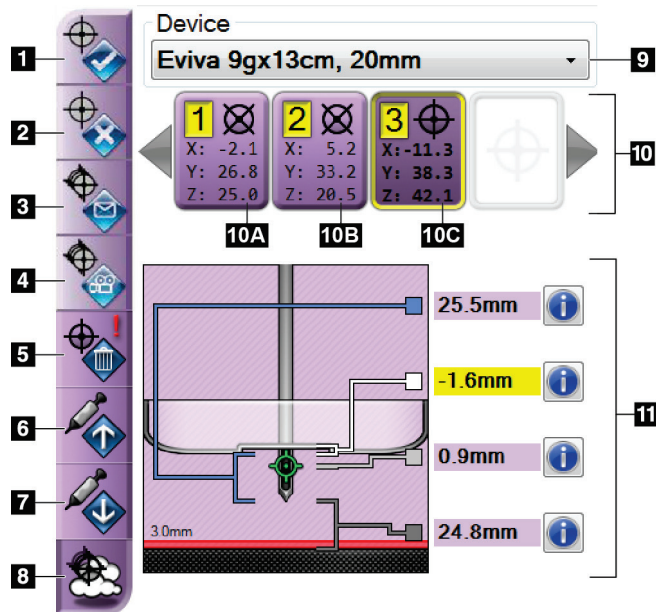 Device
1
Eviva 9gx13cm, 20mm
9
2
1
X: -2.1
Y: 26.8
Z: 25.0
2
X: 5.2
Y: 33.2
Z: 20.5
3
X:-11.3
Y: 38.3
Z: 42.1
10
3
10A
10B
10C
4
25.5mm
5
!
-1.6mm
6
11
0.9mm
7
3.0mm
24.8mm
8